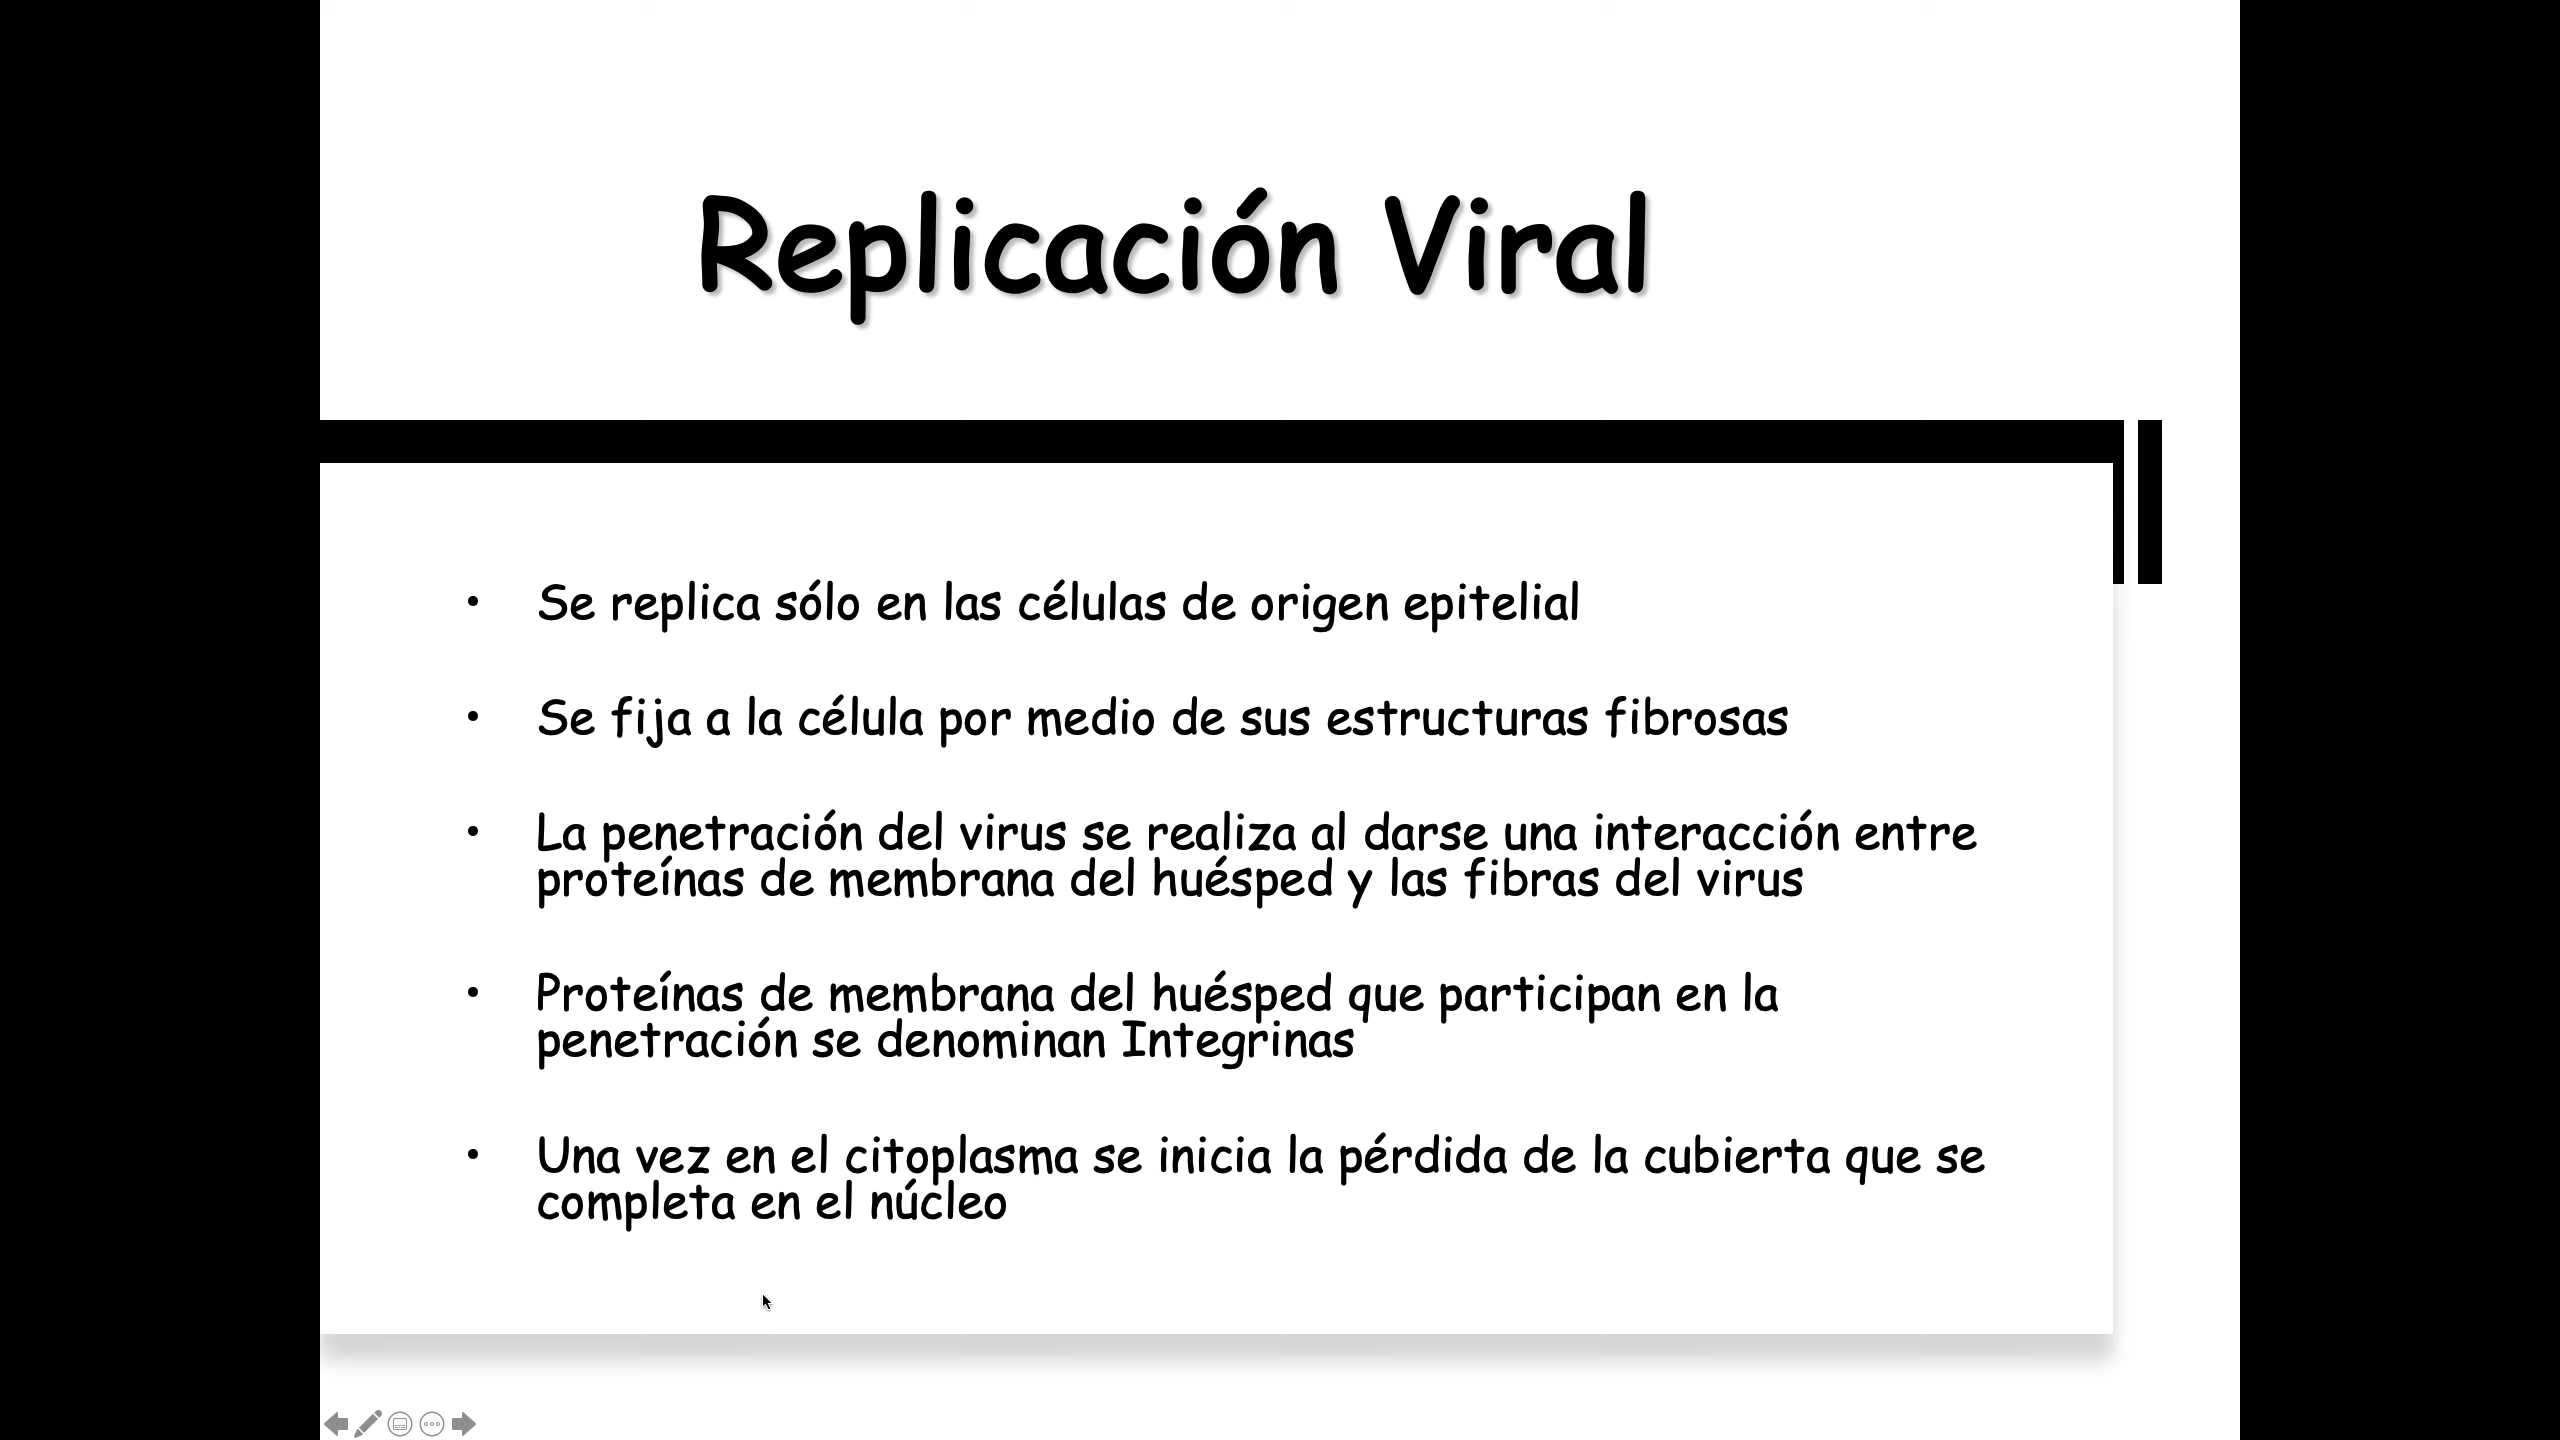 Replicación Viral
• Se replica sólo en las células de origen epitelial
• Se fija a la célula por medio de sus estructuras fibrosas
• La penetración del virus se realiza al darse una interacción entre
proteínas de membrana del huésped y las fibras del virus
• Proteínas de membrana del huésped que participan en la
penetración se denominan Integrinas
• Una vez en el citoplasma se inicia la pérdida de la cubierta que se
completa en el núcleo